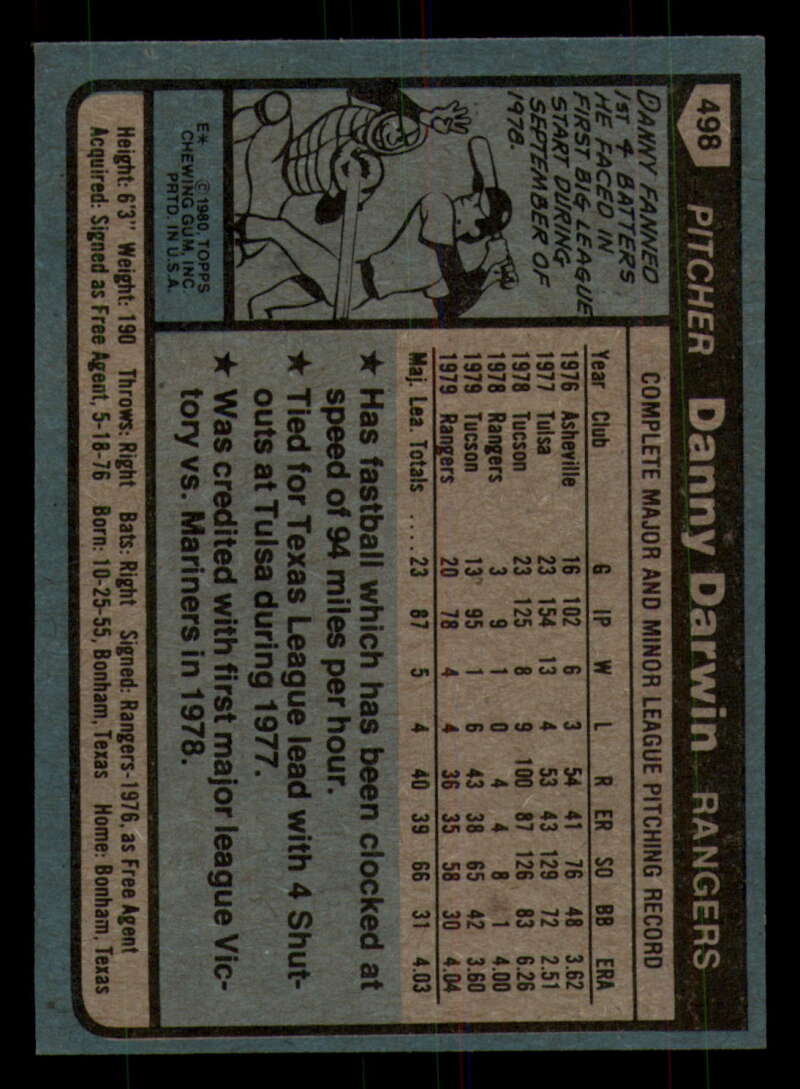 498
PITCHER Danny Darwin RANGERS
DANNY FANNED
1ST 4 BATTERS
HE FACED IN
FIRST BIG LEAGUE
START DURING
SEPTEMBER OF
1978.
E* © 1980, TOPPS
CHEWING GUM, INC.
PRTD. IN U.S.A.
COMPLETE MAJOR AND MINOR LEAGUE PITCHING RECORD
Year Club G IP W L R ER SO BB ERA
1976 Asheville 16 102 6 3 54 41 76 48 3.62
1977 Tulsa 23 154 13 4 53 43 129 72 2.51
1978 Tucson 23 125 8 9 100 87 126 83 6.26
1978 Rangers 3 9 1 0 4 4 8 1 4.00
1979 Tucson 13 95 1 6 43 38 65 42 3.60
1979 Rangers 20 78 4 4 36 35 58 30 4.04
Maj. Lea. Totals .... 23 87 5 4 40 39 66 31 4.03
★ Has fastball which has been clocked at
speed of 94 miles per hour.
★ Tied for Texas League lead with 4 Shut-
outs at Tulsa during 1977.
★ Was credited with first major league Vic-
tory vs. Mariners in 1978.
Height: 6'3" Weight: 190 Throws: Right Bats: Right Signed: Rangers-1976, as Free Agent
Acquired: Signed as Free Agent, 5-18-76 Born: 10-25-55, Bonham, Texas Home: Bonham, Texas